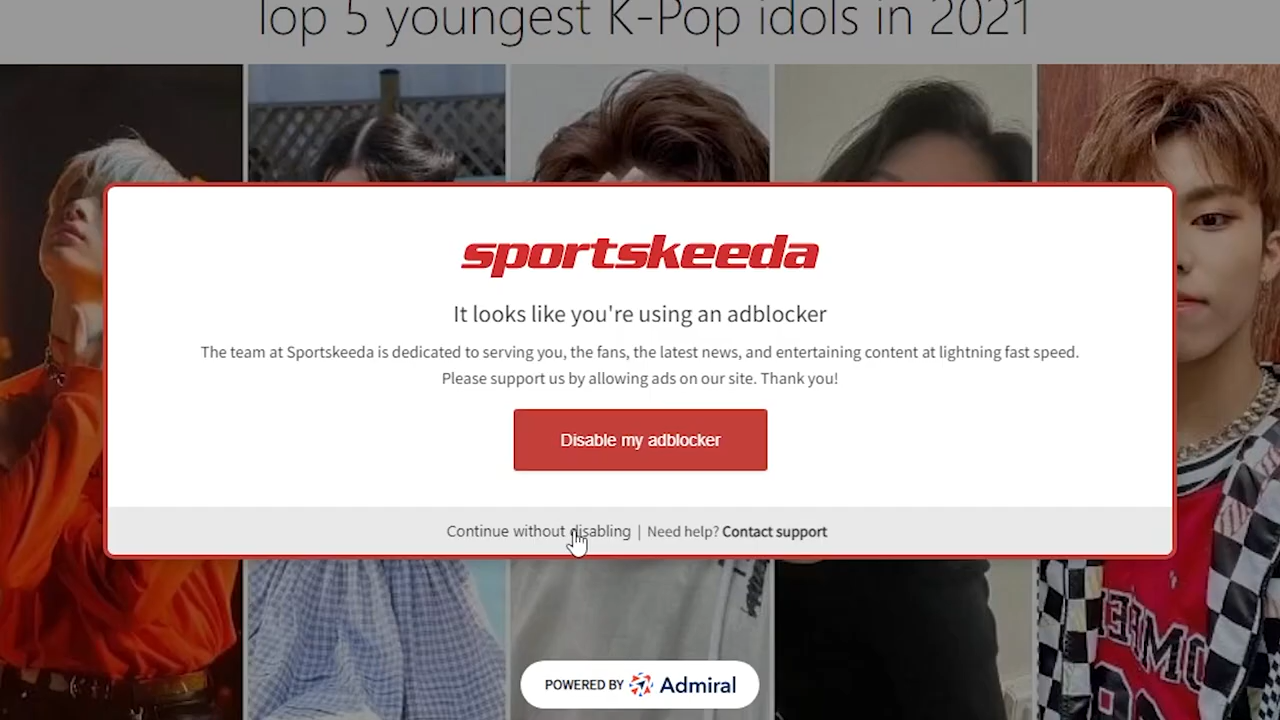 Top 5 youngest K-Pop idols in 2021
sportskeeda
It looks like you're using an adblocker
The team at Sportskeeda is dedicated to serving you, the fans, the latest news, and entertaining content at lightning fast speed.
Please support us by allowing ads on our site. Thank you!
Disable my adblocker
Continue without disabling | Need help? Contact support
POWERED BY Admiral